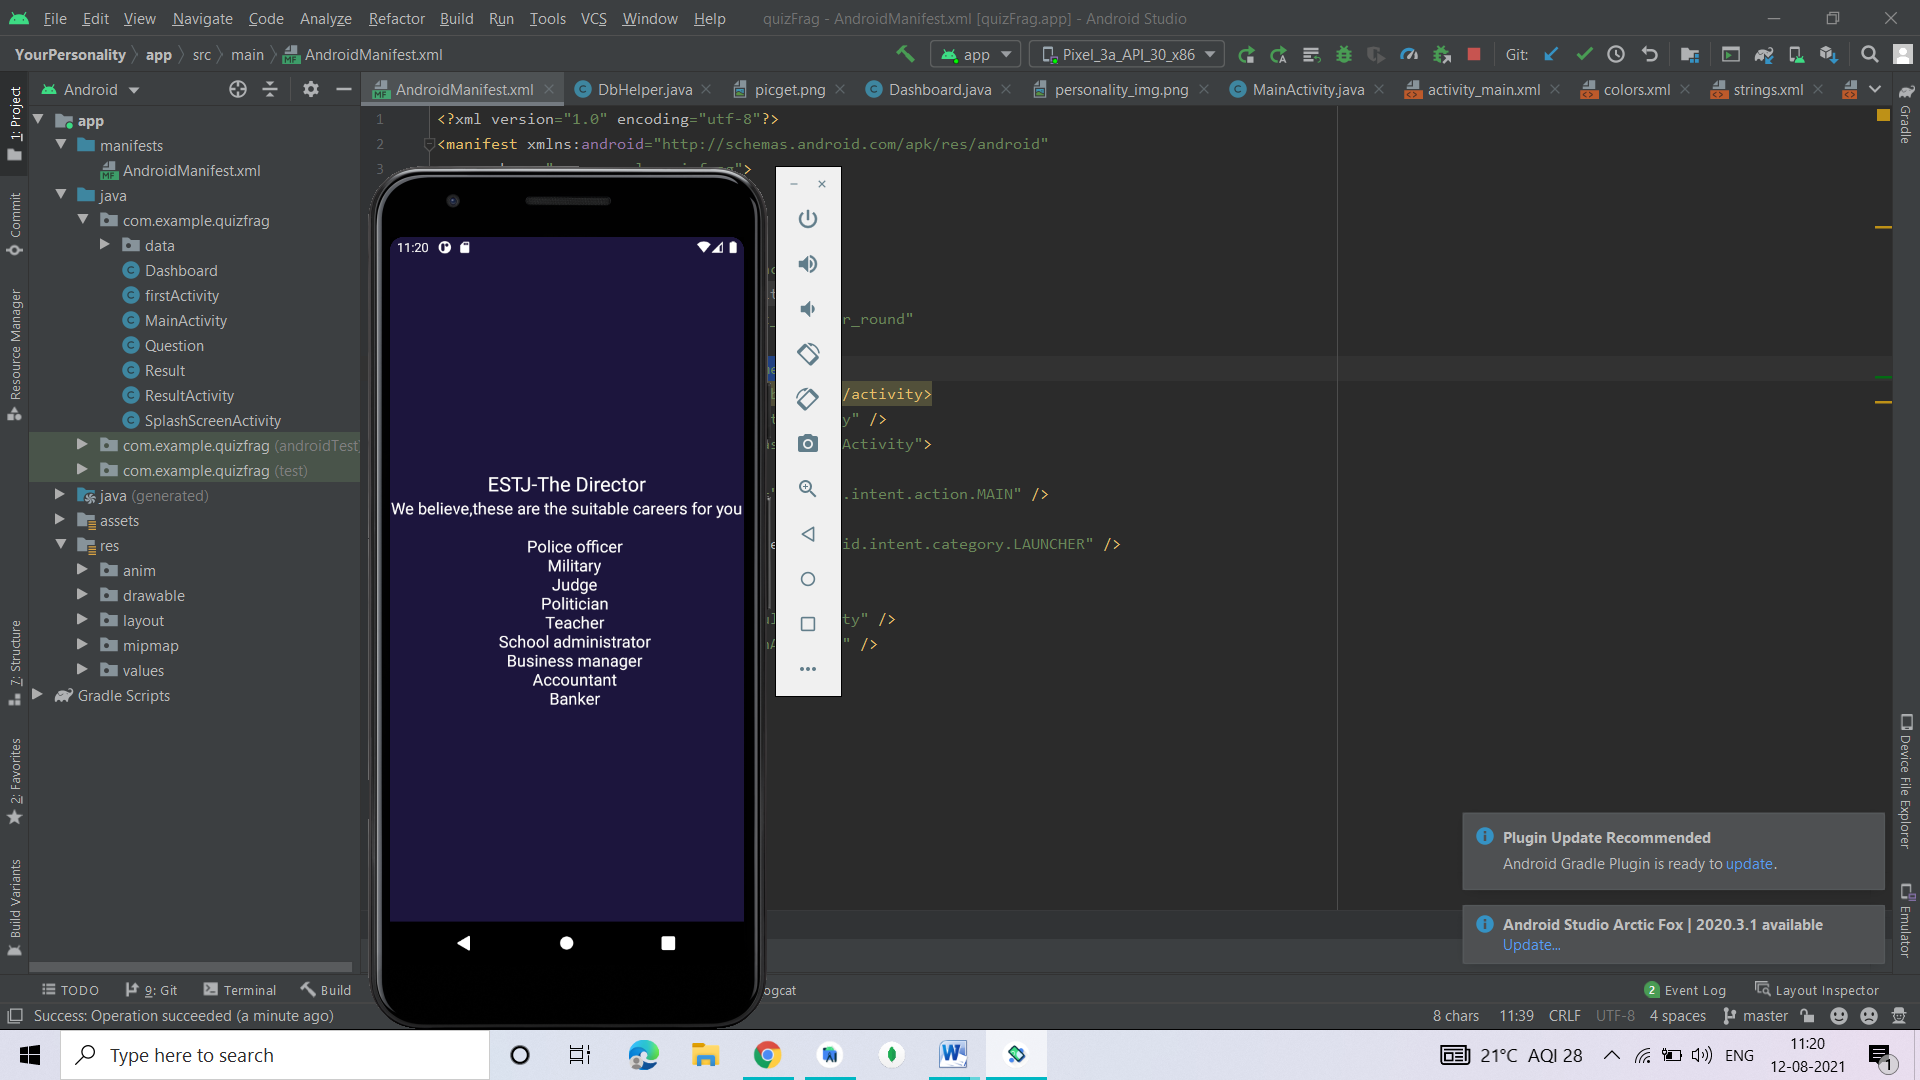 File Edit View Navigate Code Analyze Refactor Build Run Tools VCS Window Help quizFrag - AndroidManifest.xml [quizFrag.app] - Android Studio
YourPersonality app src main AndroidManifest.xml app Pixel_3a_API_30_x86 Git:
Android
AndroidManifest.xml DbHelper.java picget.png Dashboard.java personality_img.png MainActivity.java activity_main.xml colors.xml strings.xml
1: Project
Commit
Resource Manager
7: Structure
2: Favorites
Build Variants
app
manifests
AndroidManifest.xml
java
com.example.quizfrag
data
Dashboard
firstActivity
MainActivity
Question
Result
ResultActivity
SplashScreenActivity
com.example.quizfrag (androidTest
com.example.quizfrag (test)
java (generated)
assets
res
anim
drawable
layout
mipmap
values
Gradle Scripts
1 <?xml version="1.0" encoding="utf-8"?>
2 <manifest xmlns:android="http://schemas.android.com/apk/res/android"
3 >
r_round"
/activity>
y" />
Activity">
.intent.action.MAIN" />
id.intent.category.LAUNCHER" />
ty" />
" />
11:20
ESTJ-The Director
We believe,these are the suitable careers for you
Police officer
Military
Judge
Politician
Teacher
School administrator
Business manager
Accountant
Banker
Gradle
Device File Explorer
Emulator
Plugin Update Recommended
Android Gradle Plugin is ready to update.
Android Studio Arctic Fox | 2020.3.1 available
Update...
TODO 9: Git Terminal Build ogcat 2 Event Log Layout Inspector
Success: Operation succeeded (a minute ago) 8 chars 11:39 CRLF UTF-8 4 spaces master
Type here to search 21°C AQI 28 ENG 11:20
12-08-2021 1